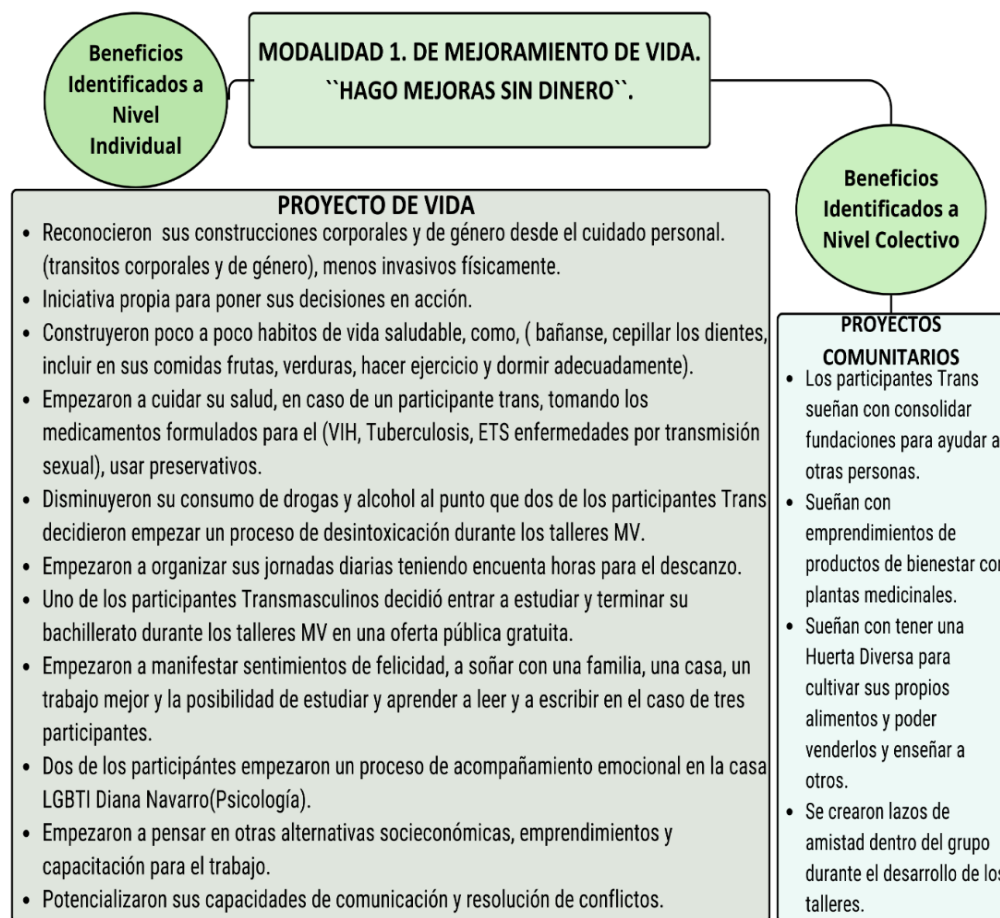 Beneficios
Identificados a
Nivel
Individual
MODALIDAD 1. DE MEJORAMIENTO DE VIDA.
``HAGO MEJORAS SIN DINERO``.
Beneficios
Identificados a
Nivel Colectivo
PROYECTO DE VIDA
• Reconocieron sus construcciones corporales y de género desde el cuidado personal.
(transitos corporales y de género), menos invasivos físicamente.
• Iniciativa propia para poner sus decisiones en acción.
• Construyeron poco a poco habitos de vida saludable, como, ( bañanse, cepillar los dientes,
incluir en sus comidas frutas, verduras, hacer ejercicio y dormir adecuadamente).
• Empezaron a cuidar su salud, en caso de un participante trans, tomando los
medicamentos formulados para el (VIH, Tuberculosis, ETS enfermedades por transmisión
sexual), usar preservativos.
• Disminuyeron su consumo de drogas y alcohol al punto que dos de los participantes Trans
decidieron empezar un proceso de desintoxicación durante los talleres MV.
• Empezaron a organizar sus jornadas diarias teniendo encuenta horas para el descanzo.
• Uno de los participantes Transmasculinos decidió entrar a estudiar y terminar su
bachillerato durante los talleres MV en una oferta pública gratuita.
• Empezaron a manifestar sentimientos de felicidad, a soñar con una familia, una casa, un
trabajo mejor y la posibilidad de estudiar y aprender a leer y a escribir en el caso de tres
participantes.
• Dos de los participántes empezaron un proceso de acompañamiento emocional en la casa
LGBTI Diana Navarro(Psicología).
• Empezaron a pensar en otras alternativas socieconómicas, emprendimientos y
capacitación para el trabajo.
• Potencializaron sus capacidades de comunicación y resolución de conflictos.
PROYECTOS
COMUNITARIOS
• Los participantes Trans
sueñan con consolidar
fundaciones para ayudar a
otras personas.
• Sueñan con
emprendimientos de
productos de bienestar con
plantas medicinales.
• Sueñan con tener una
Huerta Diversa para
cultivar sus propios
alimentos y poder
venderlos y enseñar a
otros.
• Se crearon lazos de
amistad dentro del grupo
durante el desarrollo de los
talleres.